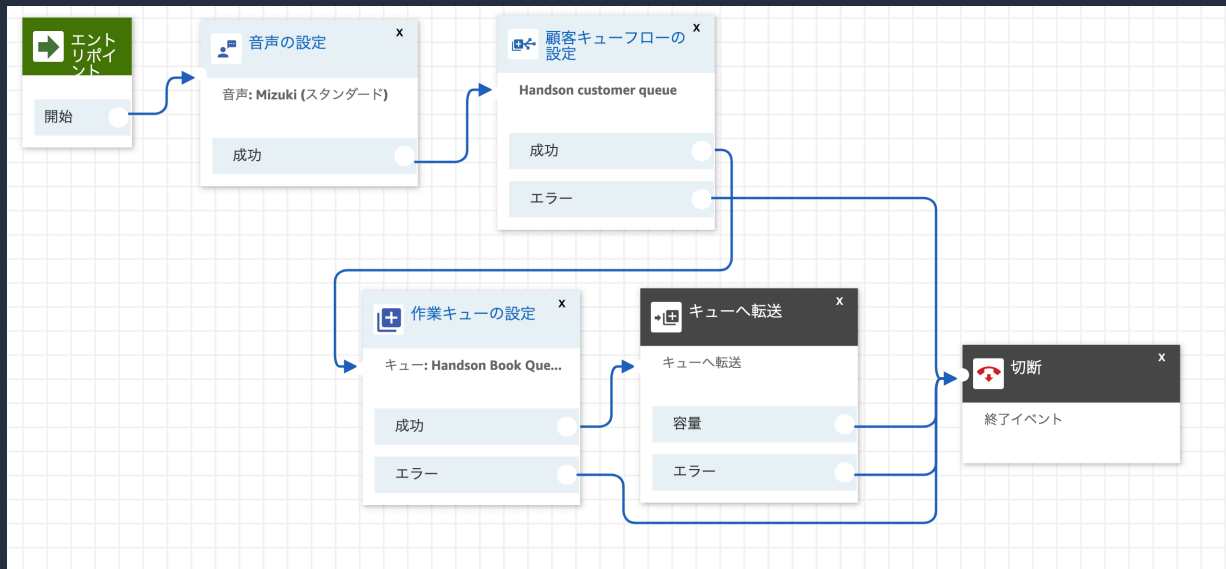 エント
リポイ
ント
開始
音声の設定
x
音声: Mizuki (スタンダード)
成功
顧客キューフローの
設定
x
Handson customer queue
成功
エラー
作業キューの設定
x
キュー: Handson Book Que...
成功
エラー
キューへ転送
x
キューへ転送
容量
エラー
切断
x
終了イベント